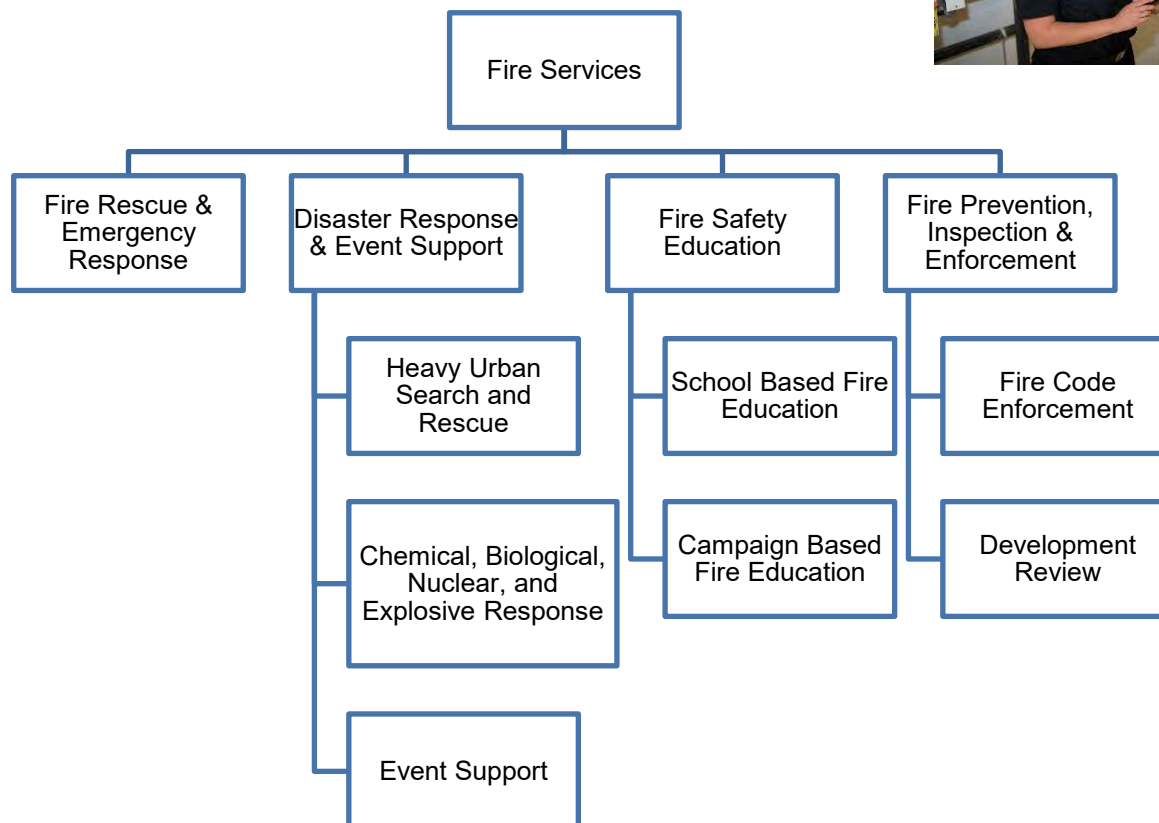 Fire Services
Fire Rescue &
Emergency
Response
Disaster Response
& Event Support
Fire Safety
Education
Fire Prevention,
Inspection &
Enforcement
Heavy Urban
Search and
Rescue
School Based Fire
Education
Fire Code
Enforcement
Chemical, Biological,
Nuclear, and
Explosive Response
Campaign Based
Fire Education
Development
Review
Event Support